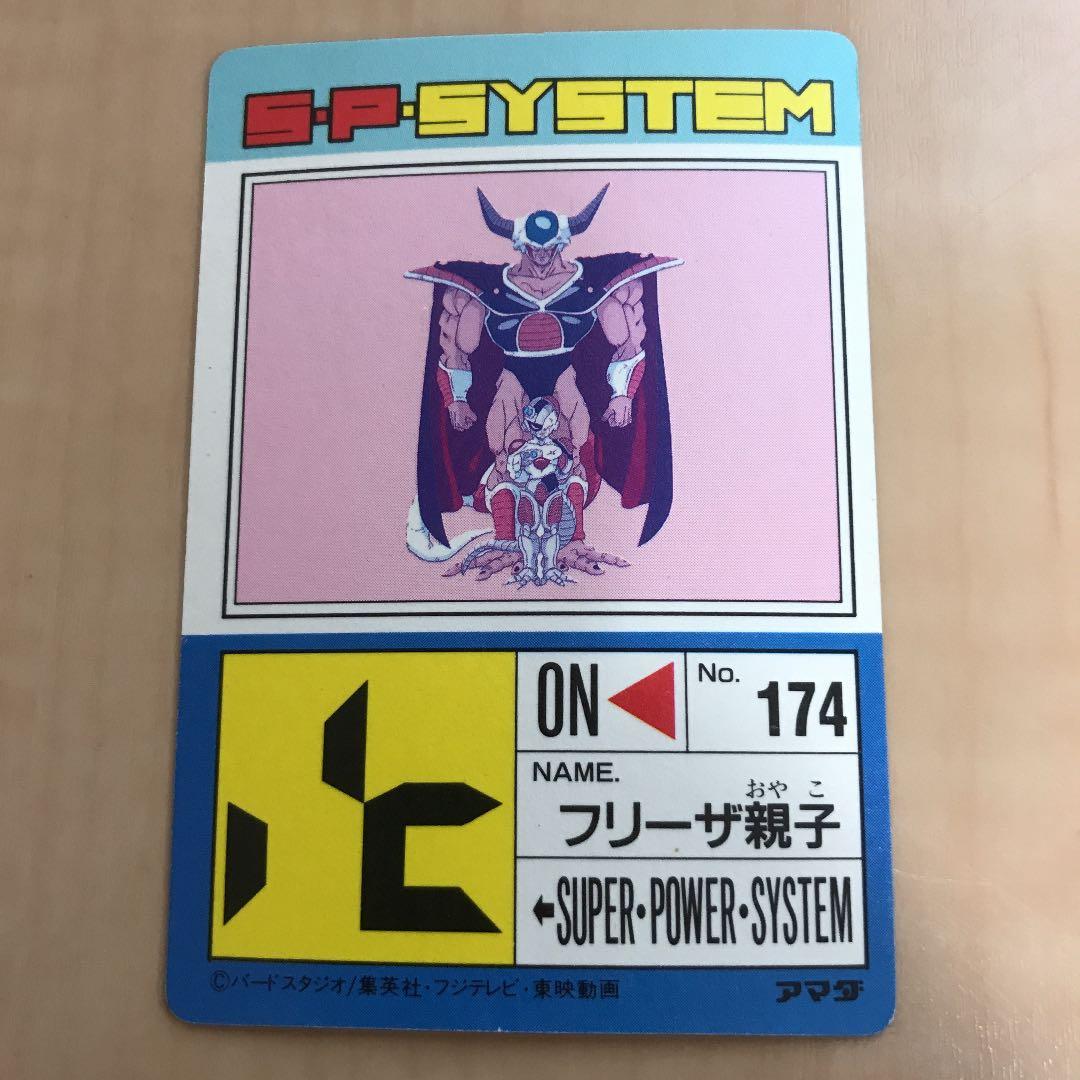 S·P·SYSTEM
ON
No. 174
NAME.
おやこ
フリーザ親子
←SUPER·POWER·SYSTEM
©バードスタジオ/集英社・フジテレビ・東映動画
アマダ